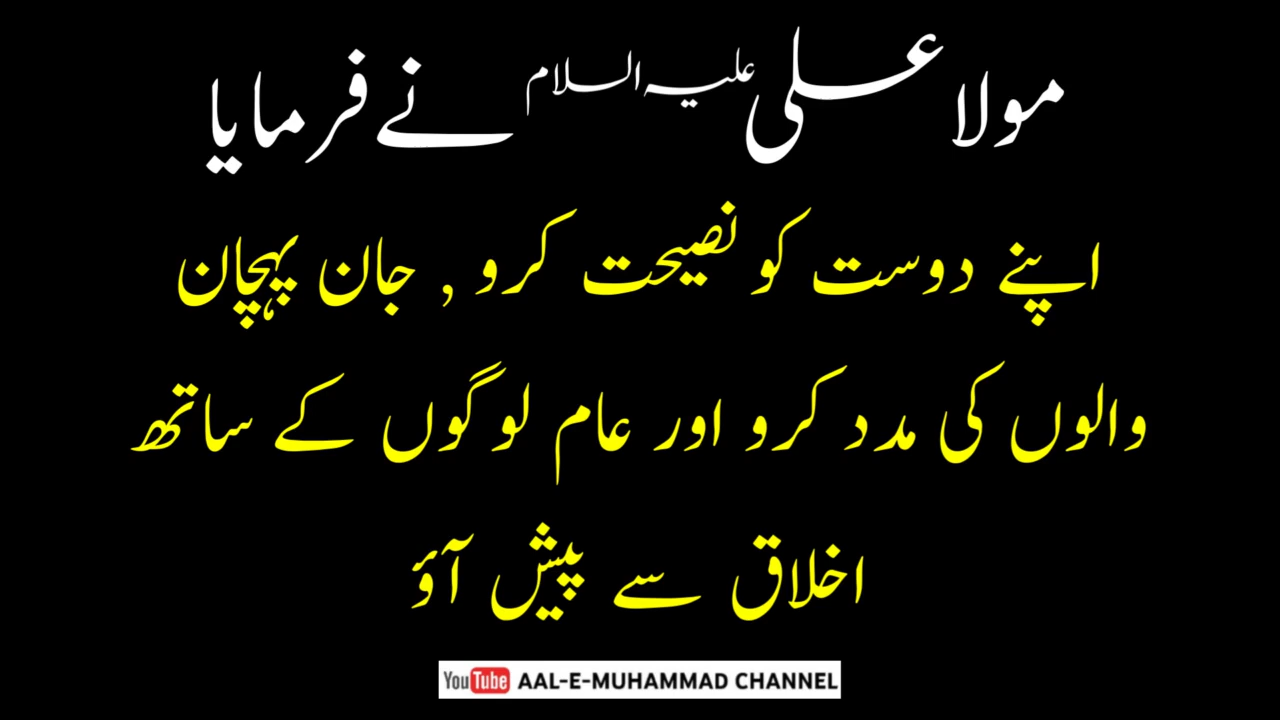 مولا علی علیہ السلام نے فرمایا
اپنے دوست کو نصیحت کرو , جان پہچان
والوں کی مدد کرو اور عام لوگوں کے ساتھ
اخلاق سے پیش آؤ
YouTube AAL-E-MUHAMMAD CHANNEL